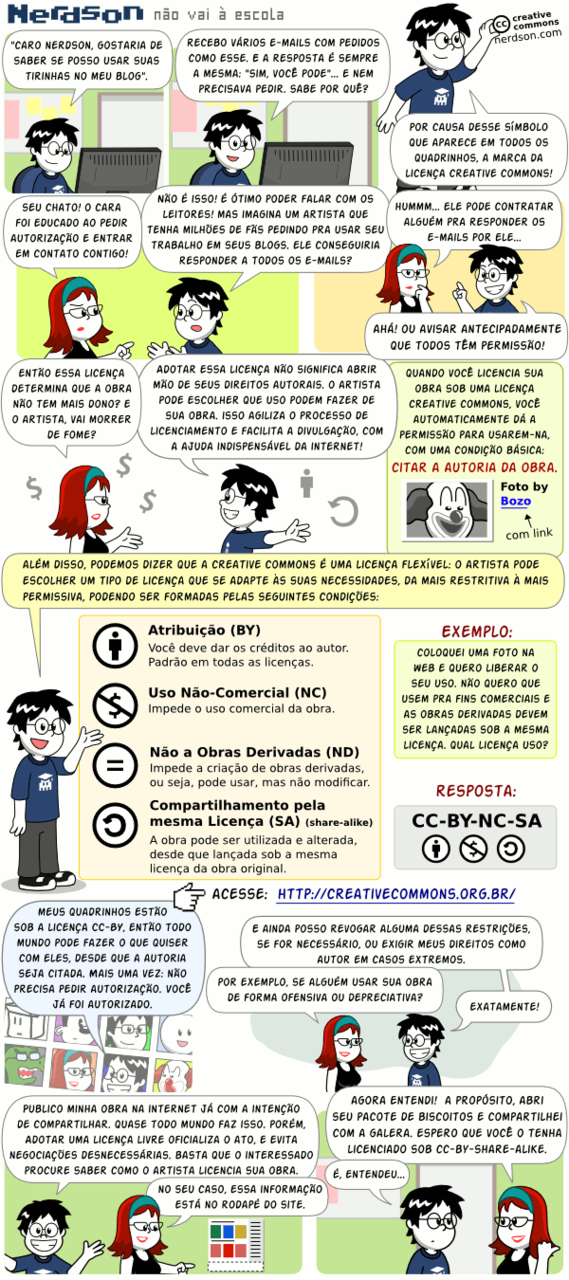 Nerdson não vai à escola
creative
commons
nerdson.com
"CARO NERDSON, GOSTARIA DE
SABER SE POSSO USAR SUAS
TIRINHAS NO MEU BLOG".
RECEBO VÁRIOS E-MAILS COM PEDIDOS
COMO ESSE. E A RESPOSTA É SEMPRE
A MESMA: "SIM, VOCÊ PODE"... E NEM
PRECISAVA PEDIR. SABE POR QUÊ?
POR CAUSA DESSE SÍMBOLO
QUE APARECE EM TODOS OS
QUADRINHOS, A MARCA DA
LICENÇA CREATIVE COMMONS!
SEU CHATO! O CARA
FOI EDUCADO AO PEDIR
AUTORIZAÇÃO E ENTRAR
EM CONTATO CONTIGO!
NÃO É ISSO! É ÓTIMO PODER FALAR COM OS
LEITORES! MAS IMAGINA UM ARTISTA QUE
TENHA MILHÕES DE FÃS PEDINDO PRA USAR SEU
TRABALHO EM SEUS BLOGS. ELE CONSEGUIRIA
RESPONDER A TODOS OS E-MAILS?
HUMMM... ELE PODE CONTRATAR
ALGUÉM PRA RESPONDER OS
E-MAILS POR ELE...
AHÁ! OU AVISAR ANTECIPADAMENTE
QUE TODOS TÊM PERMISSÃO!
ENTÃO ESSA LICENÇA
DETERMINA QUE A OBRA
NÃO TEM MAIS DONO? E
O ARTISTA, VAI MORRER
DE FOME?
ADOTAR ESSA LICENÇA NÃO SIGNIFICA ABRIR
MÃO DE SEUS DIREITOS AUTORAIS. O ARTISTA
PODE ESCOLHER QUE USO PODEM FAZER DE
SUA OBRA. ISSO AGILIZA O PROCESSO DE
LICENCIAMENTO E FACILITA A DIVULGAÇÃO, COM
A AJUDA INDISPENSÁVEL DA INTERNET!
QUANDO VOCÊ LICENCIA SUA
OBRA SOB UMA LICENÇA
CREATIVE COMMONS, VOCÊ
AUTOMATICAMENTE DÁ A
PERMISSÃO PARA USAREM-NA,
COM UMA CONDIÇÃO BÁSICA:
CITAR A AUTORIA DA OBRA.
Foto by
Bozo
com link
ALÉM DISSO, PODEMOS DIZER QUE A CREATIVE COMMONS É UMA LICENÇA FLEXÍVEL: O ARTISTA PODE
ESCOLHER UM TIPO DE LICENÇA QUE SE ADAPTE ÀS SUAS NECESSIDADES, DA MAIS RESTRITIVA À MAIS
PERMISSIVA, PODENDO SER FORMADAS PELAS SEGUINTES CONDIÇÕES:
Atribuição (BY)
Você deve dar os créditos ao autor.
Padrão em todas as licenças.
Uso Não-Comercial (NC)
Impede o uso comercial da obra.
Não a Obras Derivadas (ND)
Impede a criação de obras derivadas,
ou seja, pode usar, mas não modificar.
Compartilhamento pela
mesma Licença (SA) (share-alike)
A obra pode ser utilizada e alterada,
desde que lançada sob a mesma
licença da obra original.
EXEMPLO:
COLOQUEI UMA FOTO NA
WEB E QUERO LIBERAR O
SEU USO. NÃO QUERO QUE
USEM PRA FINS COMERCIAIS E
AS OBRAS DERIVADAS DEVEM
SER LANÇADAS SOB A MESMA
LICENÇA. QUAL LICENÇA USO?
RESPOSTA:
CC-BY-NC-SA
ACESSE: HTTP://CREATIVECOMMONS.ORG.BR/
MEUS QUADRINHOS ESTÃO
SOB A LICENÇA CC-BY, ENTÃO TODO
MUNDO PODE FAZER O QUE QUISER
COM ELES, DESDE QUE A AUTORIA
SEJA CITADA. MAIS UMA VEZ: NÃO
PRECISA PEDIR AUTORIZAÇÃO. VOCÊ
JÁ FOI AUTORIZADO.
E AINDA POSSO REVOGAR ALGUMA DESSAS RESTRIÇÕES,
SE FOR NECESSÁRIO, OU EXIGIR MEUS DIREITOS COMO
AUTOR EM CASOS EXTREMOS.
POR EXEMPLO, SE ALGUÉM USAR SUA OBRA
DE FORMA OFENSIVA OU DEPRECIATIVA?
EXATAMENTE!
PUBLICO MINHA OBRA NA INTERNET JÁ COM A INTENÇÃO
DE COMPARTILHAR. QUASE TODO MUNDO FAZ ISSO. PORÉM,
ADOTAR UMA LICENÇA LIVRE OFICIALIZA O ATO, E EVITA
NEGOCIAÇÕES DESNECESSÁRIAS. BASTA QUE O INTERESSADO
PROCURE SABER COMO O ARTISTA LICENCIA SUA OBRA.
NO SEU CASO, ESSA INFORMAÇÃO
ESTÁ NO RODAPÉ DO SITE.
AGORA ENTENDI! A PROPÓSITO, ABRI
SEU PACOTE DE BISCOITOS E COMPARTILHEI
COM A GALERA. ESPERO QUE VOCÊ O TENHA
LICENCIADO SOB CC-BY-SHARE-ALIKE.
É, ENTENDEU...